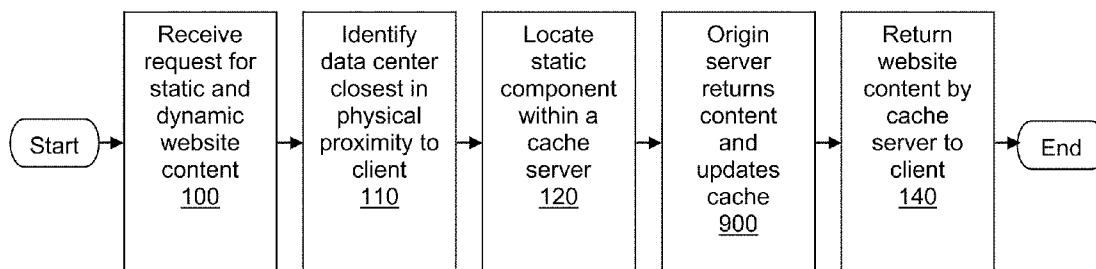 Start
Receive
request for
static and
dynamic
website
content
100
Identify
data center
closest in
physical
proximity to
client
110
Locate
static
component
within a
cache
server
120
Origin
server
returns
content
and
updates
cache
900
Return
website
content by
cache
server to
client
140
End